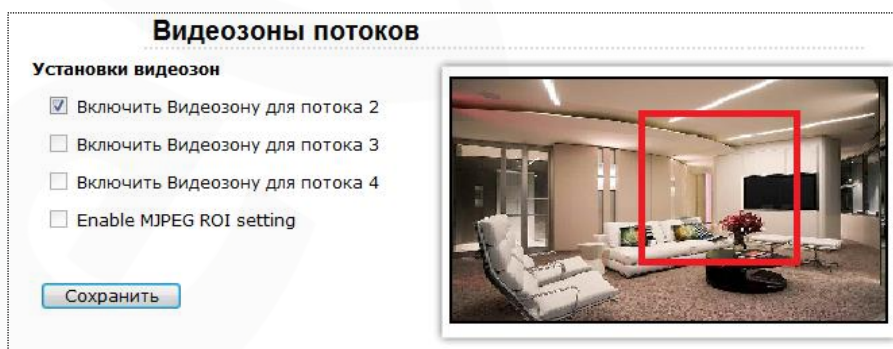 Видеозоны потоков
Установки видеозон
Включить Видеозону для потока 2
Включить Видеозону для потока 3
Включить Видеозону для потока 4
Enable MJPEG ROI setting
Сохранить